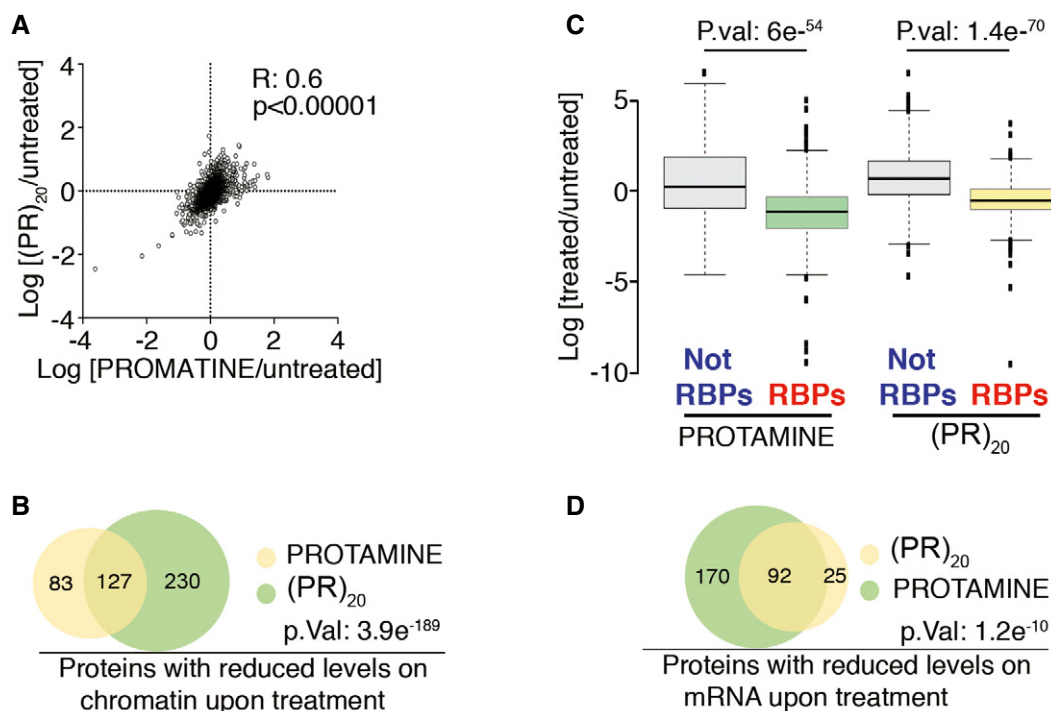 A
4
2
0
-2
-4
-4
-2
0
2
4
R: 0.6
p<0.00001
Log [(PR)20/untreated]
Log [PROMATINE/untreated]
B
83
127
230
PROTAMINE
(PR)20
p.Val: 3.9e-189
Proteins with reduced levels on
chromatin upon treatment
C
P.val: 6e-54
P.val: 1.4e-70
Log [treated/untreated]
5
0
-5
-10
Not
RBPs
RBPs
Not
RBPs
RBPs
PROTAMINE
(PR)20
D
170
92
25
(PR)20
PROTAMINE
p.Val: 1.2e-10
Proteins with reduced levels on
mRNA upon treatment